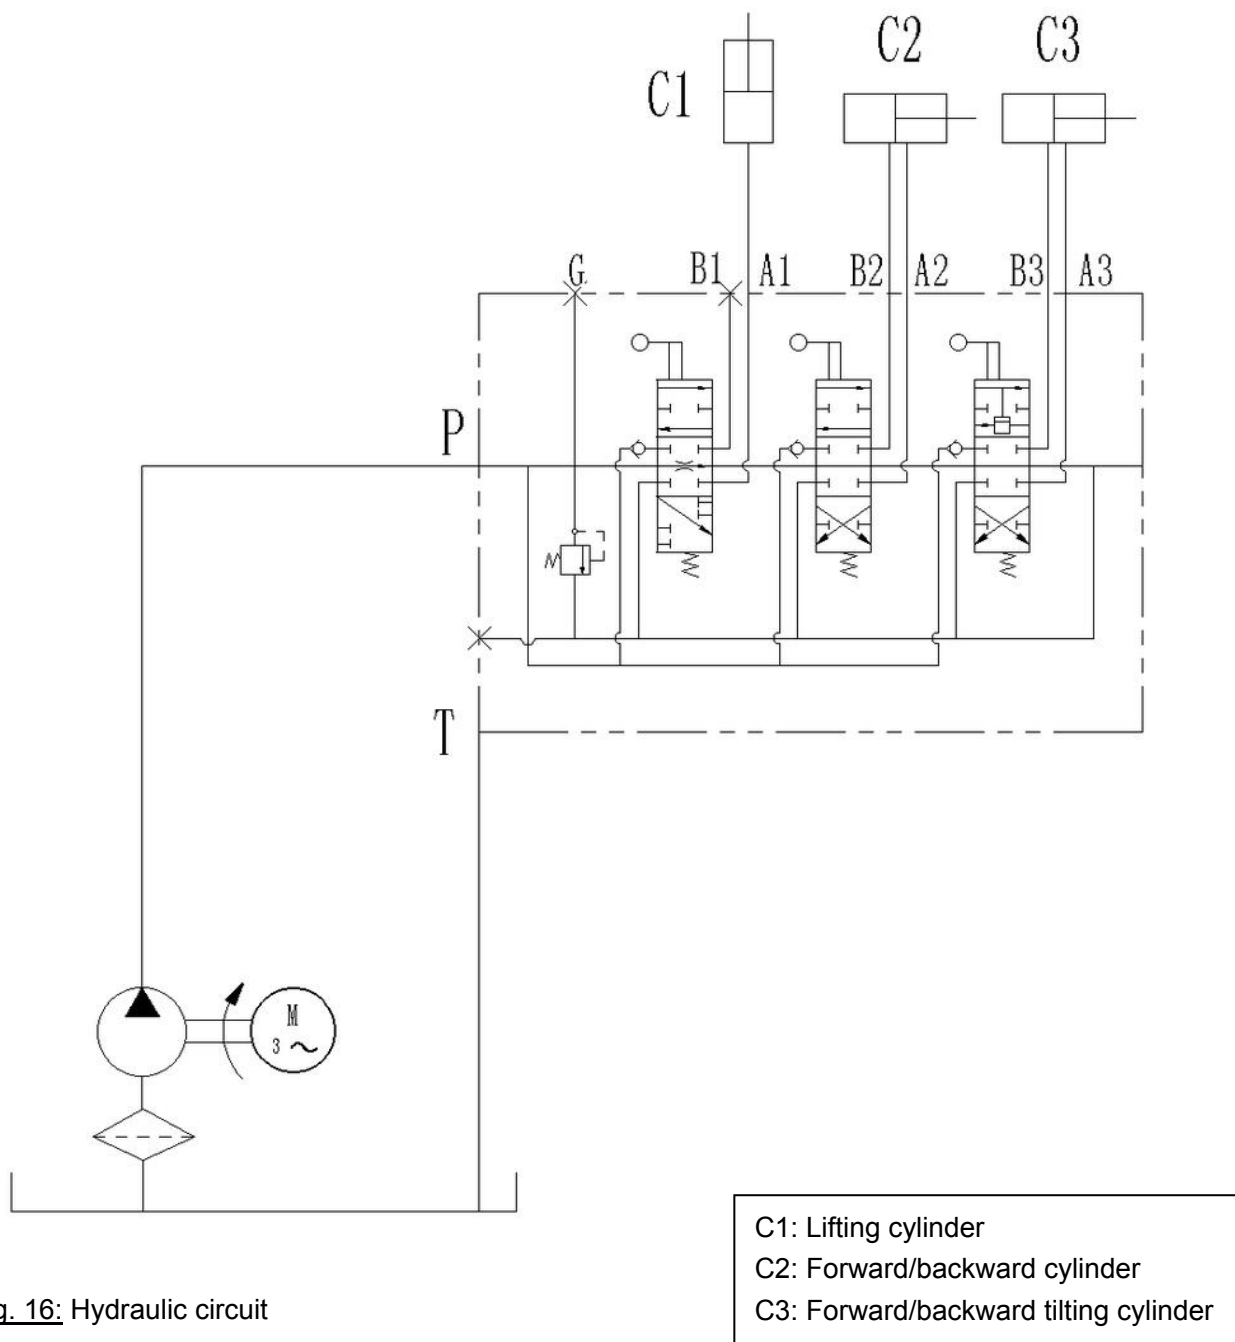 C2 C3
C1
G B1 A1 B2 A2 B3 A3
P
T
M
3 ~
C1: Lifting cylinder
C2: Forward/backward cylinder
g. 16: Hydraulic circuit
C3: Forward/backward tilting cylinder